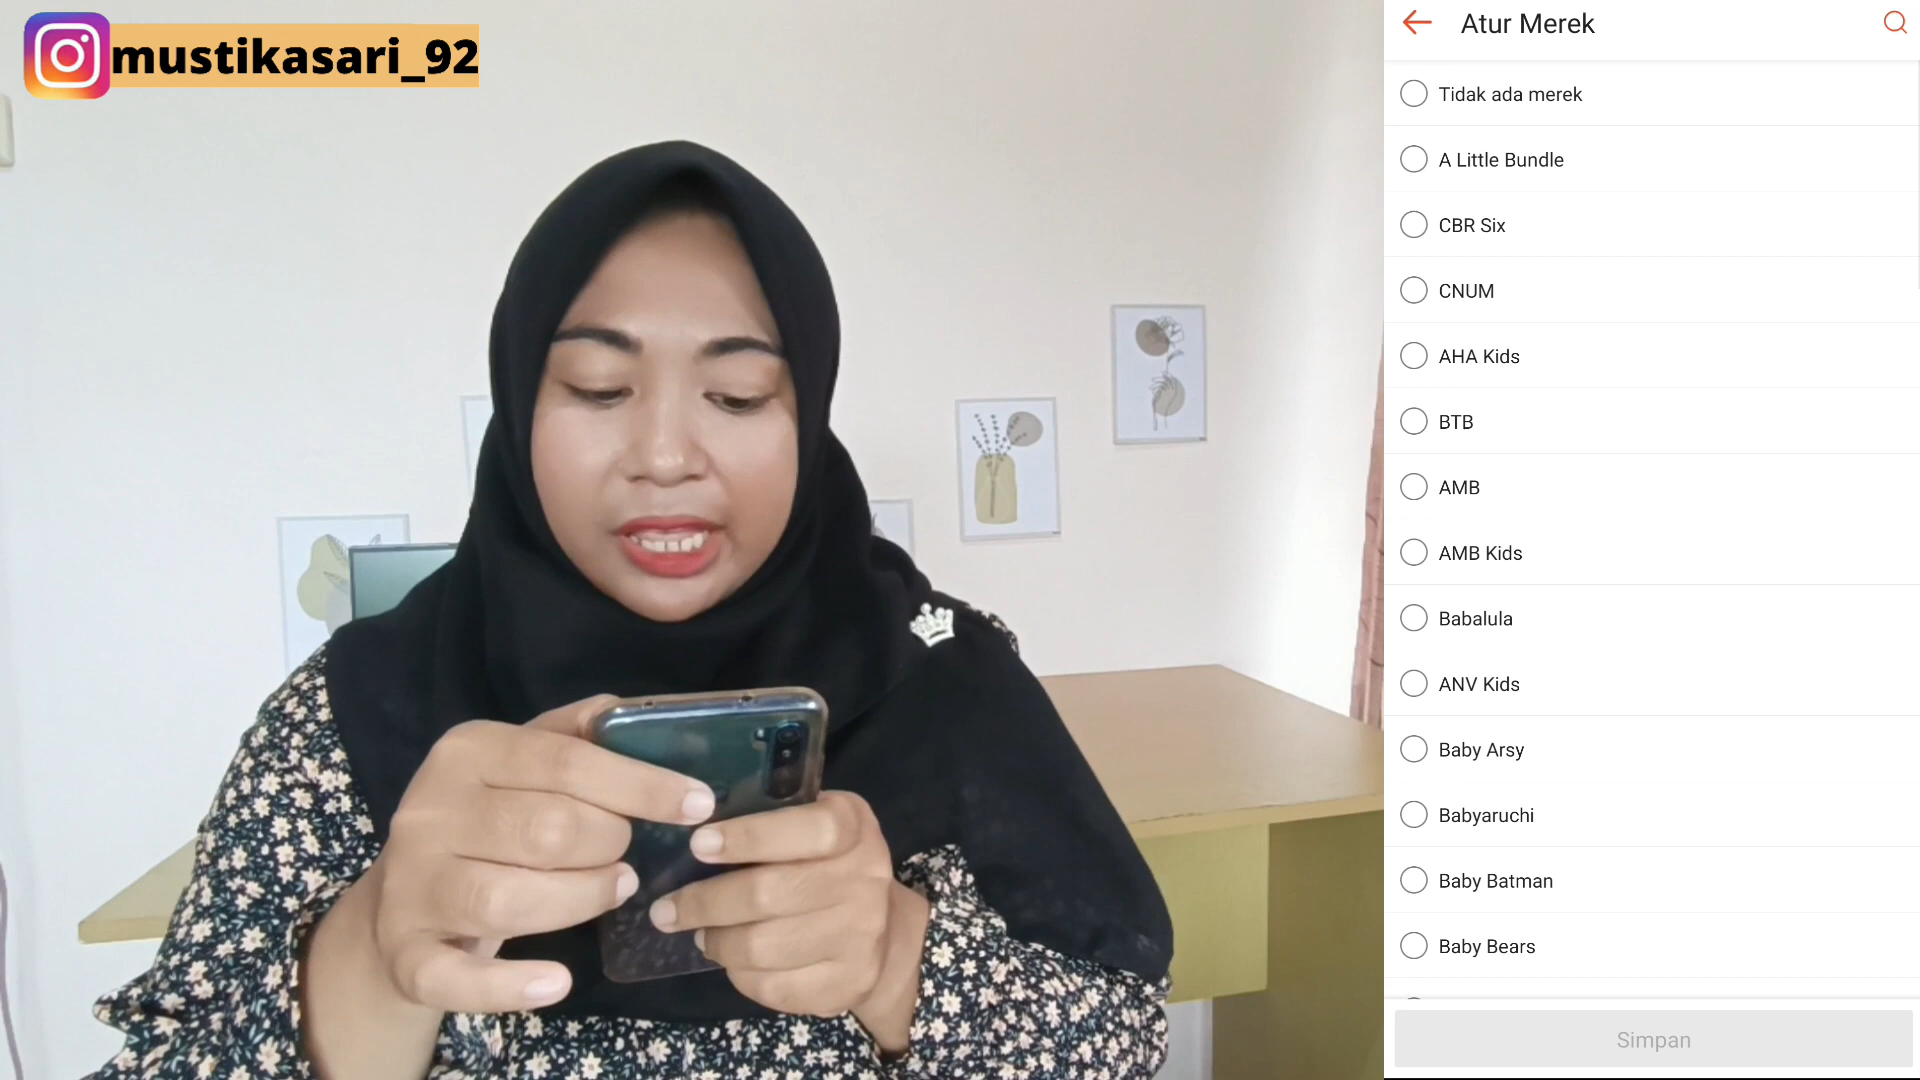 mustikasari_92
Atur Merek
Tidak ada merek
A Little Bundle
CBR Six
CNUM
AHA Kids
BTB
AMB
AMB Kids
Babalula
ANV Kids
Baby Arsy
Babyaruchi
Baby Batman
Baby Bears
Simpan